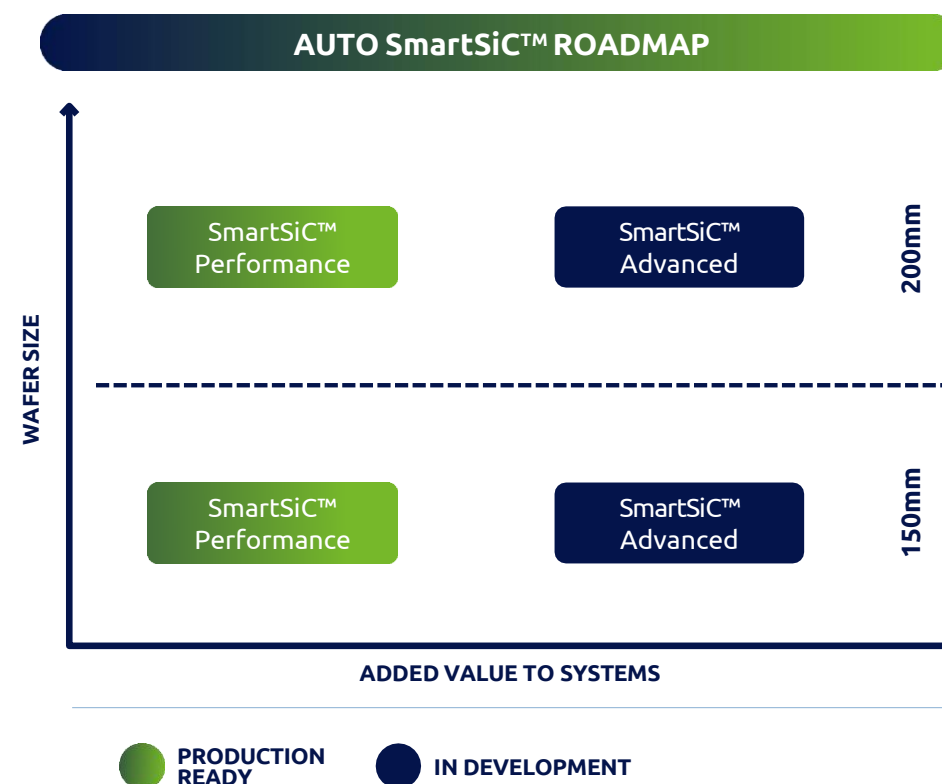 AUTO SmartSiC™ ROADMAP
SmartSiC™
Performance
SmartSiC™
Advanced
200mm
WAFER SIZE
SmartSiC™
Performance
SmartSiC™
Advanced
150mm
ADDED VALUE TO SYSTEMS
PRODUCTION
READY
IN DEVELOPMENT